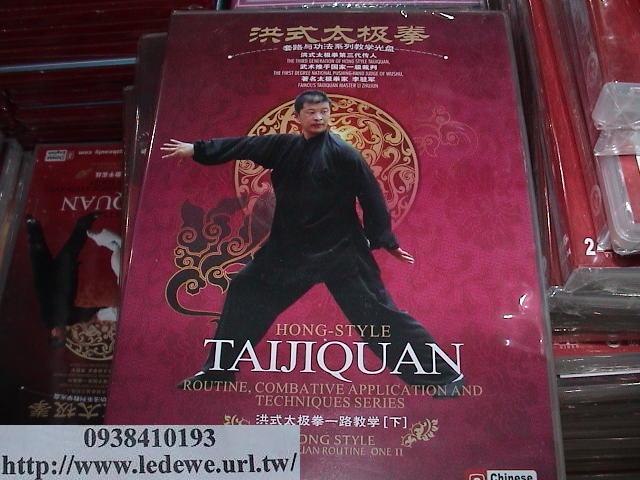 洪式太极拳
套路与功法系列教学光盘
洪式太极拳第三代传人
THE THIRD GENERATION OF HONG STYLE TAIJIQUAN,
武术推手国家一级裁判
THE FIRST DEGREE NATIONAL PUSHING-HAND JUDGE OF WUSHU,
著名太极拳家 李驻军
FAMOUS TAIJIQUAN MASTER LI ZHUJUN
HONG-STYLE
TAIJIQUAN
ROUTINE, COMBATIVE APPLICATION AND
TECHNIQUES SERIES
洪式太极拳一路教学[下]
ONG STYLE
UAN ROUTINE ONE II
Chinese
2-
0938410193
http://www.ledewe.url.tw/